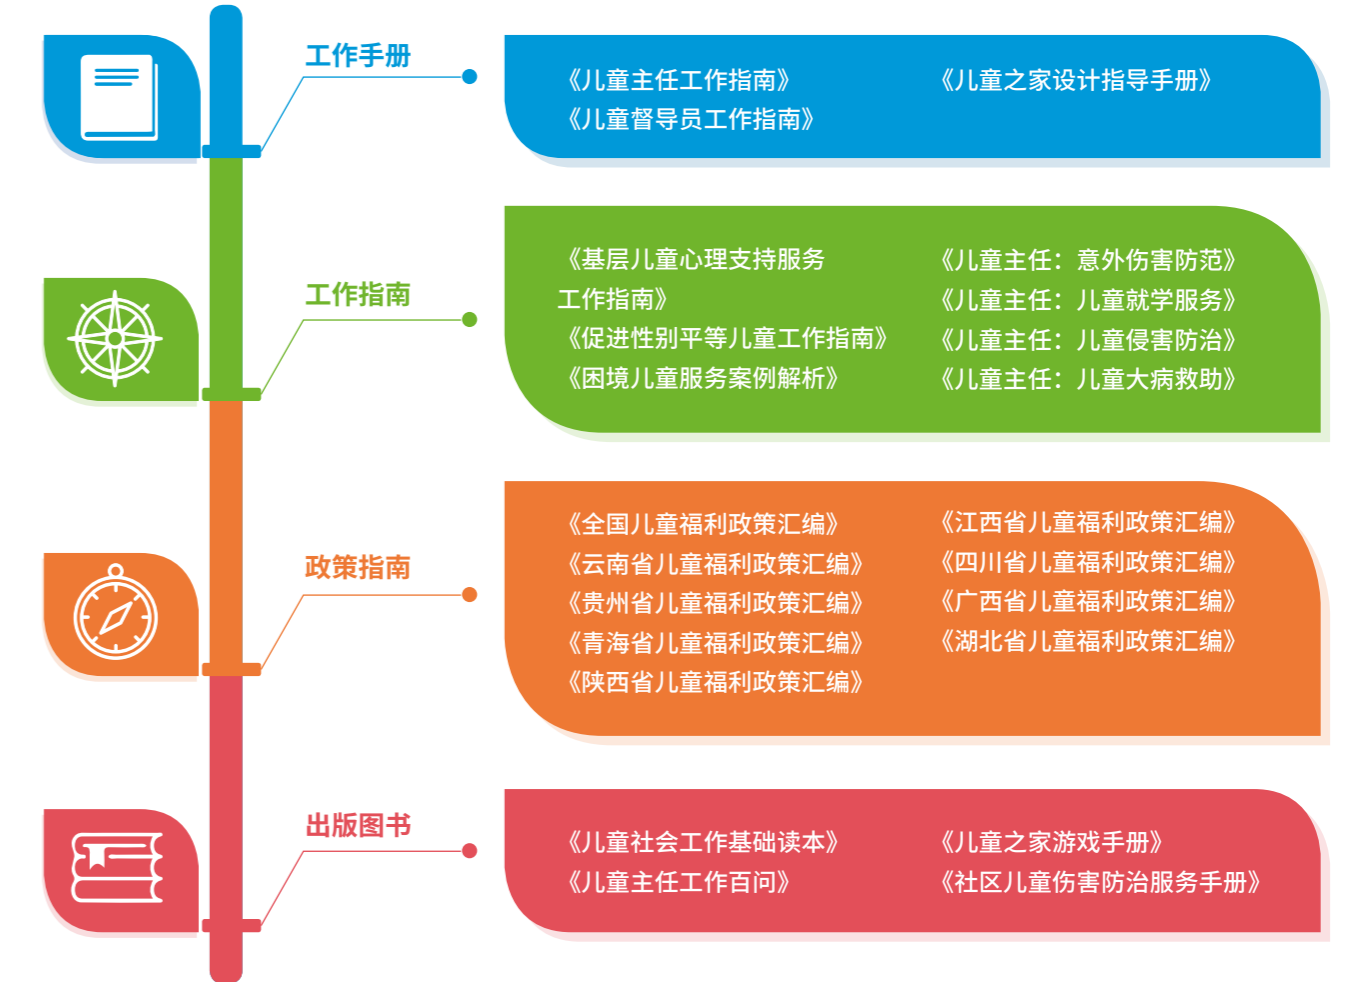 工作手册
《儿童主任工作指南》
《儿童督导员工作指南》
《儿童之家设计指导手册》
工作指南
《基层儿童心理支持服务
工作指南》
《促进性别平等儿童工作指南》
《困境儿童服务案例解析》
《儿童主任：意外伤害防范》
《儿童主任：儿童就学服务》
《儿童主任：儿童侵害防治》
《儿童主任：儿童大病救助》
政策指南
《全国儿童福利政策汇编》
《云南省儿童福利政策汇编》
《贵州省儿童福利政策汇编》
《青海省儿童福利政策汇编》
《陕西省儿童福利政策汇编》
《江西省儿童福利政策汇编》
《四川省儿童福利政策汇编》
《广西省儿童福利政策汇编》
《湖北省儿童福利政策汇编》
出版图书
《儿童社会工作基础读本》
《儿童主任工作百问》
《儿童之家游戏手册》
《社区儿童伤害防治服务手册》